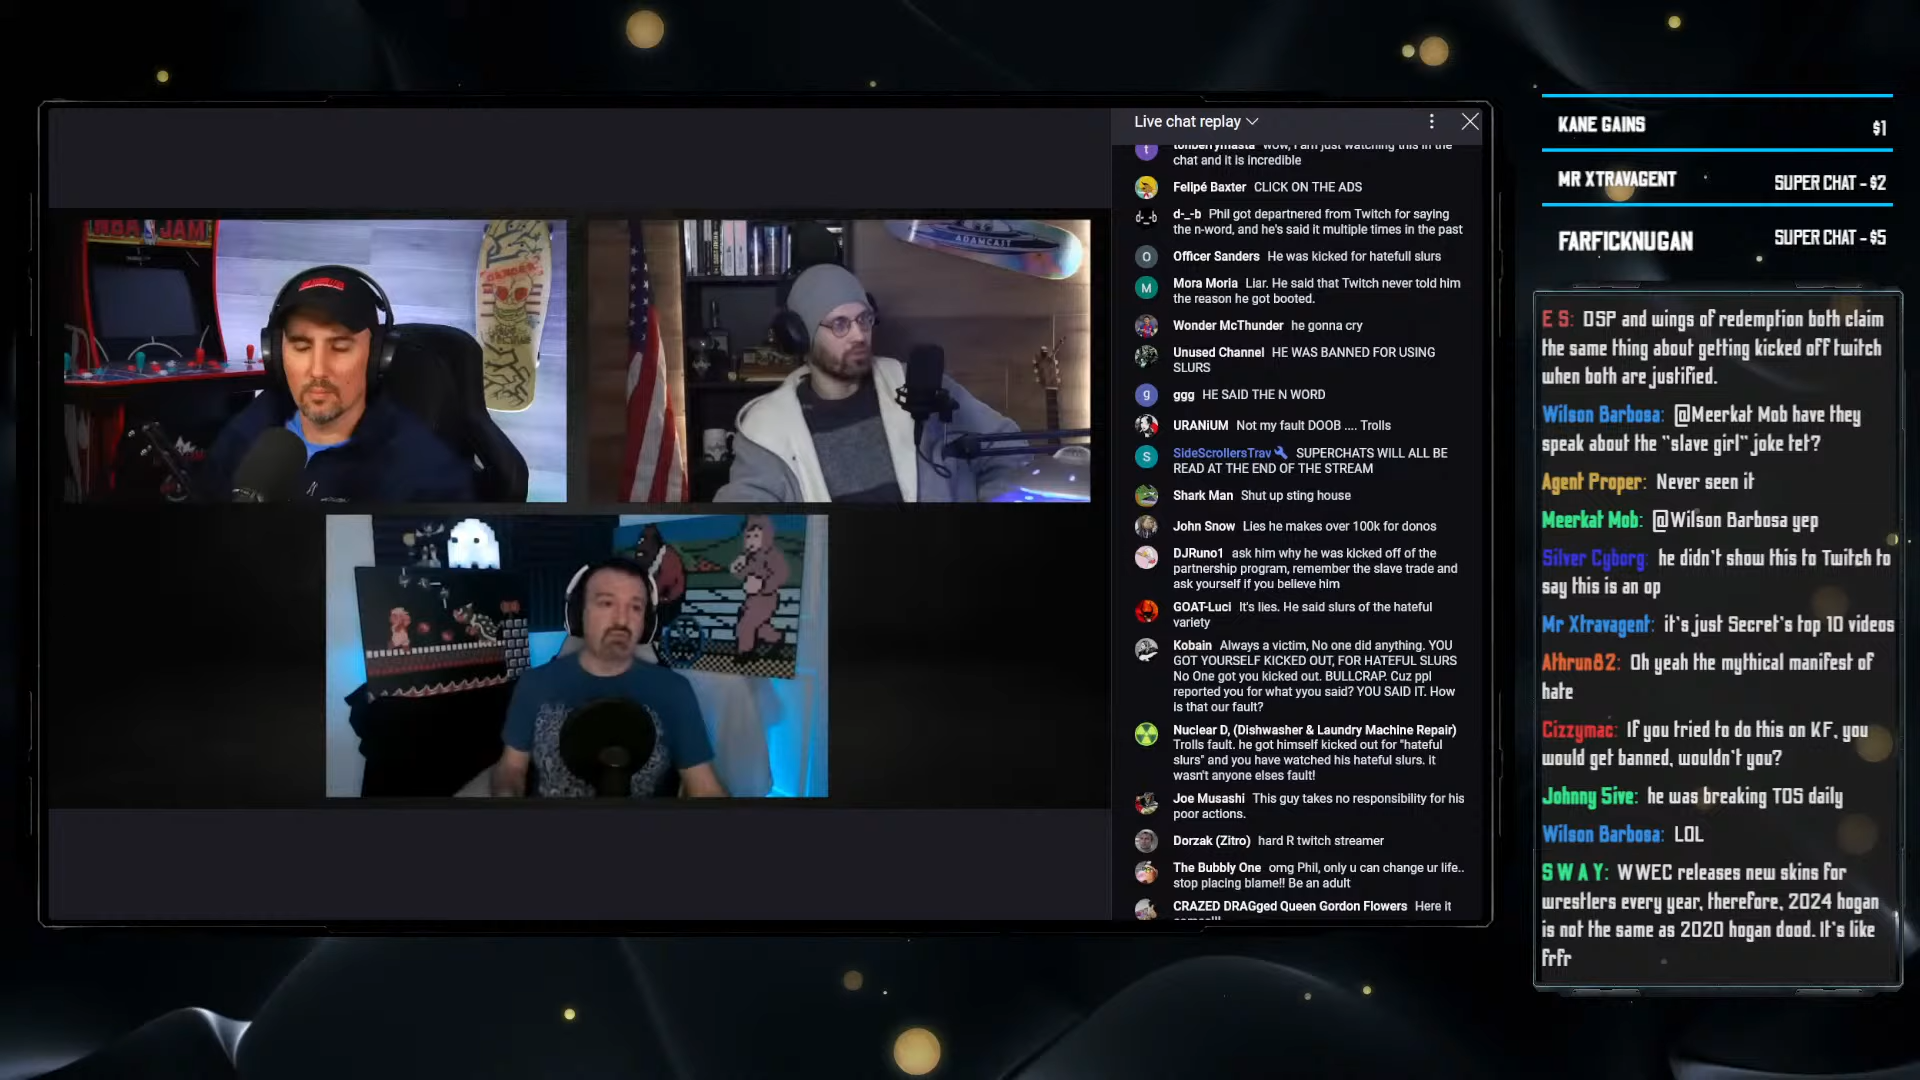 NBA JAM
ADAMCAST
Live chat replay
tonberrymasta wow, I am just watching this in the
chat and it is incredible
Felipé Baxter CLICK ON THE ADS
d-_-b Phil got departnered from Twitch for saying
the n-word, and he's said it multiple times in the past
Officer Sanders He was kicked for hatefull slurs
Mora Moria Liar. He said that Twitch never told him
the reason he got booted.
Wonder McThunder he gonna cry
Unused Channel HE WAS BANNED FOR USING
SLURS
ggg HE SAID THE N WORD
URANiUM Not my fault DOOB .... Trolls
SideScrollersTrav SUPERCHATS WILL ALL BE
READ AT THE END OF THE STREAM
Shark Man Shut up sting house
John Snow Lies he makes over 100k for donos
DJRuno1 ask him why he was kicked off of the
partnership program, remember the slave trade and
ask yourself if you believe him
GOAT-Luci It's lies. He said slurs of the hateful
variety
Kobain Always a victim, No one did anything. YOU
GOT YOURSELF KICKED OUT, FOR HATEFUL SLURS
No One got you kicked out. BULLCRAP. Cuz ppl
reported you for what yyou said? YOU SAID IT. How
is that our fault?
Nuclear D, (Dishwasher & Laundry Machine Repair)
Trolls fault. he got himself kicked out for "hateful
slurs" and you have watched his hateful slurs. it
wasn't anyone elses fault!
Joe Musashi This guy takes no responsibility for his
poor actions.
Dorzak (Zitro) hard R twitch streamer
The Bubbly One omg Phil, only u can change ur life..
stop placing blame!! Be an adult
CRAZED DRAGged Queen Gordon Flowers Here it
KANE GAINS $1
MR XTRAVAGENT SUPER CHAT - $2
FARFICKNUGAN SUPER CHAT - $5
E S: DSP and wings of redemption both claim
the same thing about getting kicked off twitch
when both are justified.
Wilson Barbosa: @Meerkat Mob have they
speak about the "slave girl" joke tet?
Agent Proper: Never seen it
Meerkat Mob: @Wilson Barbosa yep
Silver Cyborg: he didn't show this to Twitch to
say this is an op
Mr Xtravagent: it's just Secret's top 10 videos
Athrun82: Oh yeah the mythical manifest of
hate
Cizzymac: If you tried to do this on KF, you
would get banned, wouldn't you?
Johnny 5ive: he was breaking TOS daily
Wilson Barbosa: LOL
S W A Y: WWEC releases new skins for
wrestlers every year, therefore, 2024 hogan
is not the same as 2020 hogan dood. It's like
frfr